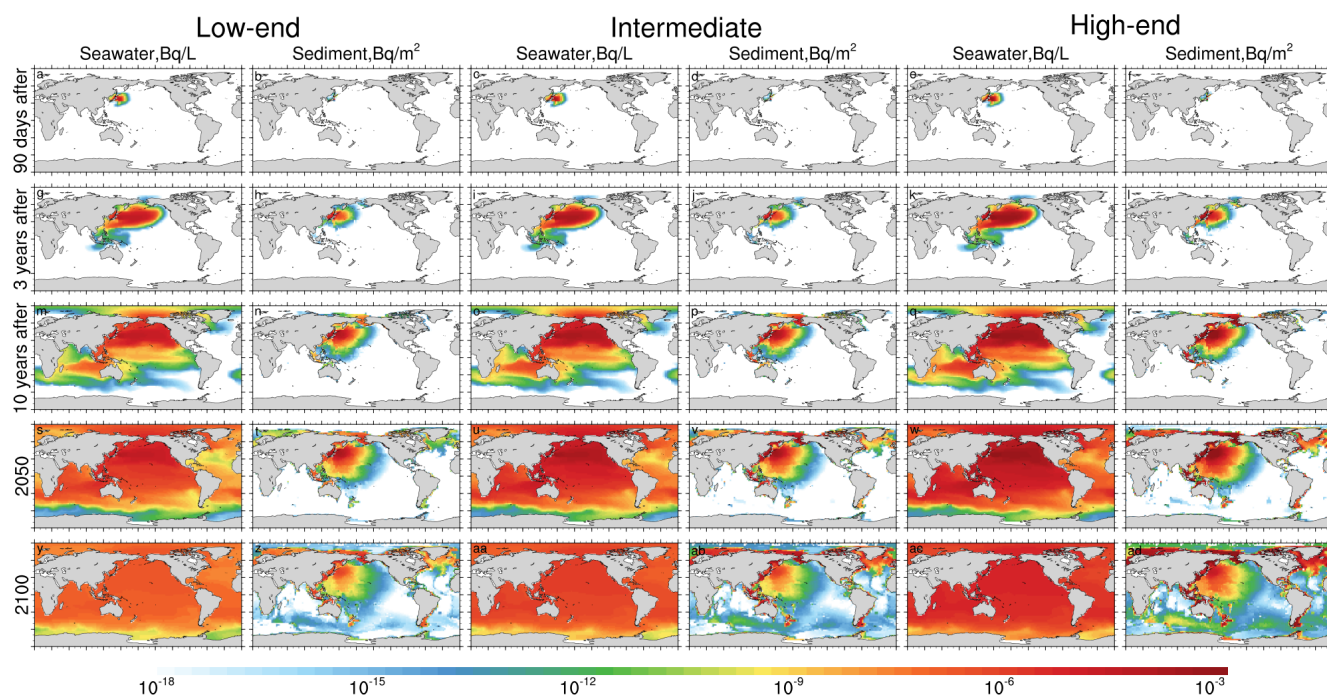 Low-end Intermediate High-end
Seawater,Bq/L Sediment,Bq/m² Seawater,Bq/L Sediment,Bq/m² Seawater,Bq/L Sediment,Bq/m²
90 days after
a b c d e f
3 years after
g h i j k l
10 years after
m n o p q r
2050
s t u v w x
2100
y z aa ab ac ad
10⁻¹⁸ 10⁻¹⁵ 10⁻¹² 10⁻⁹ 10⁻⁶ 10⁻³